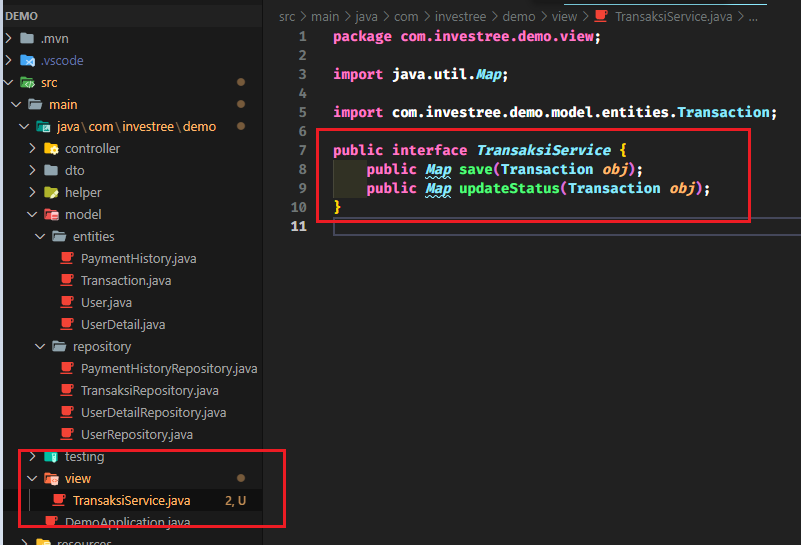 DEMO
.mvn
.vscode
src
main
java\com\investree\demo
controller
dto
helper
model
entities
PaymentHistory.java
Transaction.java
User.java
UserDetail.java
repository
PaymentHistoryRepository.java
TransaksiRepository.java
UserDetailRepository.java
UserRepository.java
testing
view
TransaksiService.java 2, U
DemoApplication.java
resources
src > main > java > com > investree > demo > view > TransaksiService.java > ...
1 package com.investree.demo.view;
2
3 import java.util.Map;
4
5 import com.investree.demo.model.entities.Transaction;
6
7 public interface TransaksiService {
8 public Map save(Transaction obj);
9 public Map updateStatus(Transaction obj);
10 }
11